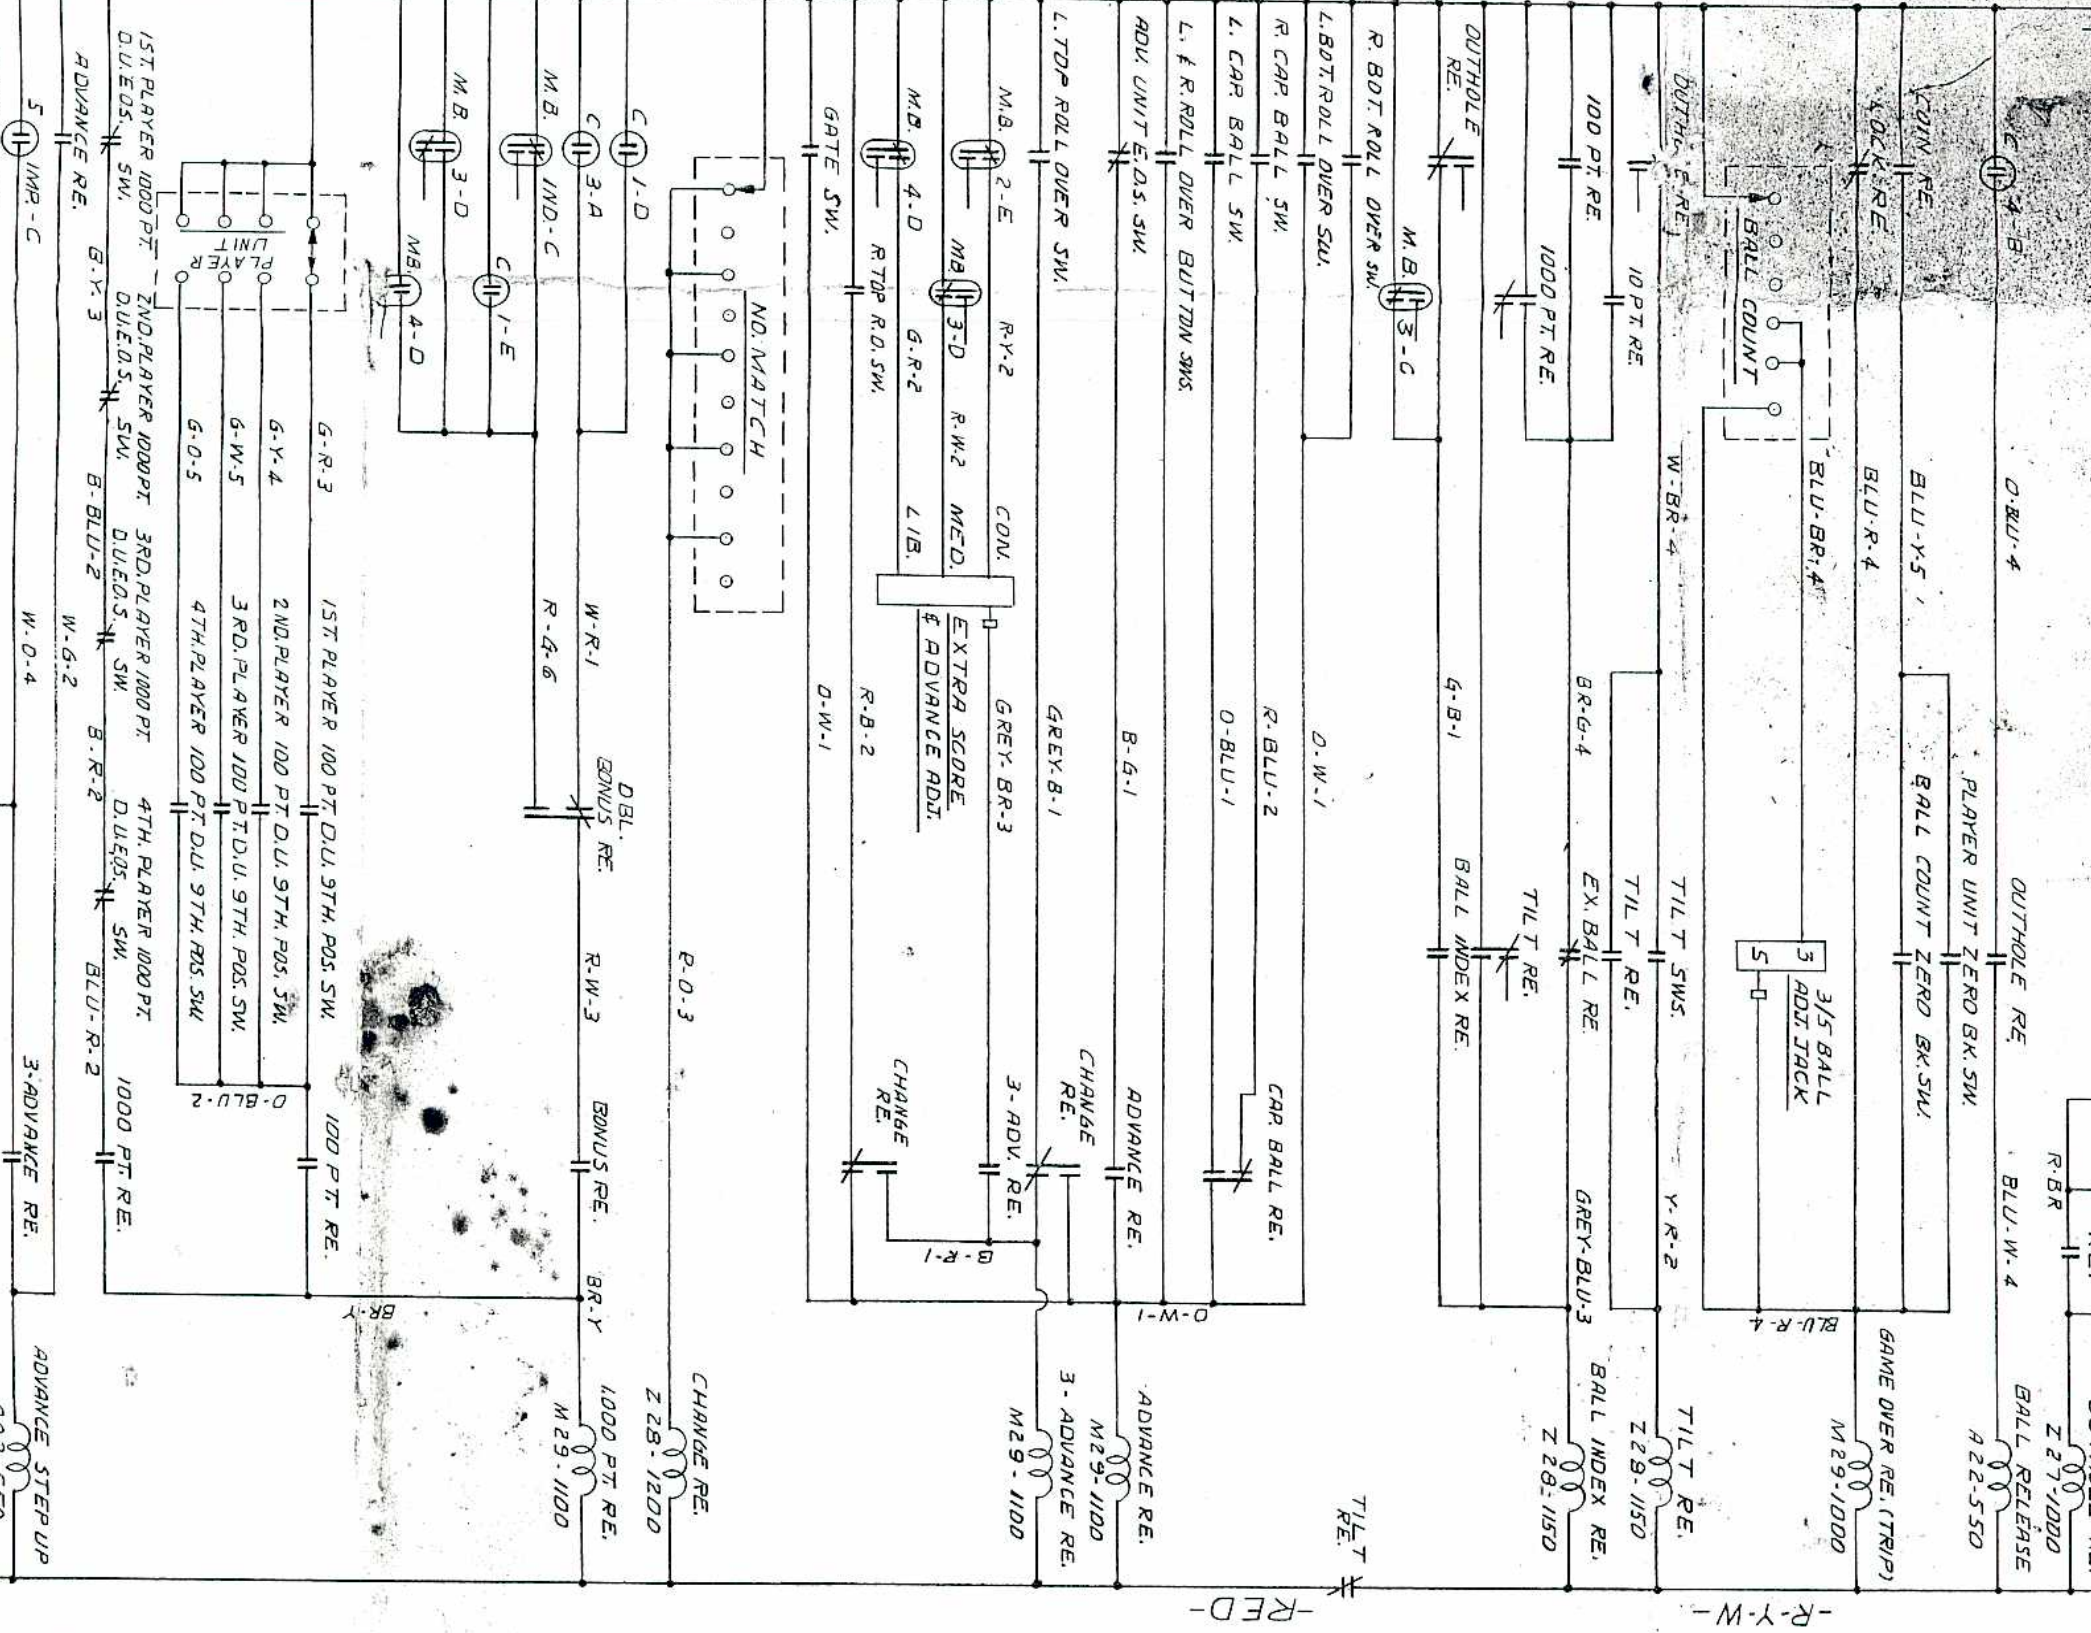 C
4-B
O-BLU-4
OUTHOLE RE.
BLU-W-4
BALL RELEASE
A22-550
R-BR
Z 27-1000
COIN RE.
BLU-Y-5
PLAYER UNIT ZERO BK. SW.
BALL COUNT ZERO BK. SW.
LOCK RE.
BLU-R-4
GAME OVER RE. (TRIP)
M29-1000
BALL COUNT
BLU-BR-4
3
5
3/5 BALL
ADJ. JACK
BLU-R-4
W-BR-4
TILT SWS.
Y-R-2
TILT RE.
Z 28-1150
10 PT. RE.
TILT RE.
100 PT. RE.
BR-G-4
EX. BALL RE.
GREY-BLU-3
BALL INDEX RE.
Z 28-1150
1000 PT RE.
TILT RE.
OUTHOLE
RE.
G-B-1
BALL INDEX RE.
M.B.
3-C
TILT
RE.
-R-Y-W-
-RED-
R. BOT. ROLL OVER SW.
L. BOT. ROLL OVER SW.
O-W-1
R. CAP. BALL SW.
R-BLU-2
CAP. BALL RE.
L. CAP. BALL SW.
O-BLU-1
L. & R. ROLL OVER BUTTON SWS.
O-W-1
ADV. UNITE.O.S. SW.
B-G-1
ADVANCE RE.
ADVANCE RE.
M29-1100
CHANGE
RE.
L. TOP ROLL OVER SW.
GREY-B-1
3-ADVANCE RE.
M29-1100
M.B.
2-E
R-Y-2
CON.
GREY-BR-3
3-ADV. RE.
MB
3-D
R-W-2
MED.
EXTRA SCORE
& ADVANCE ADJ.
M.B.
4-D
G-R-2
LIB.
CHANGE
RE.
B-R-1
R. TOP R.O. SW.
R-B-2
GATE SW.
O-W-1
NO. MATCH
R-O-3
CHANGE RE.
Z 28-1200
C
1-D
DBL.
BONUS RE.
C
3-A
W-R-1
R-W-3
BONUS RE.
BR-Y
1000 PT RE.
M29-1100
M.B.
IND-C
R-G-6
C
1-E
M.B.
3-D
MB.
4-D
BR-Y
PLAYER
UNIT
G-R-3
1ST. PLAYER 100 PT. D.U. 9TH. POS. SW.
100 PT. RE.
G-Y-4
2ND. PLAYER 100 PT. D.U. 9TH. POS. SW.
G-W-5
3RD. PLAYER 100 PT. D.U. 9TH. POS. SW.
G-O-5
4TH. PLAYER 100 PT. D.U. 9TH. POS. SW.
O-BLU-2
1ST. PLAYER 1000 PT.
D.U. E.O.S. SW.
2ND. PLAYER 1000 PT.
D.U. E.O.S. SW.
3RD. PLAYER 1000 PT.
D.U. E.O.S. SW.
4TH. PLAYER 1000 PT.
D.U. E.O.S. SW.
1000 PT. RE.
B-Y-3
B-BLU-2
B-R-2
BLU-R-2
ADVANCE RE.
W-G-2
5
IMP.-C
W-O-4
3-ADVANCE RE.
ADVANCE STEP UP